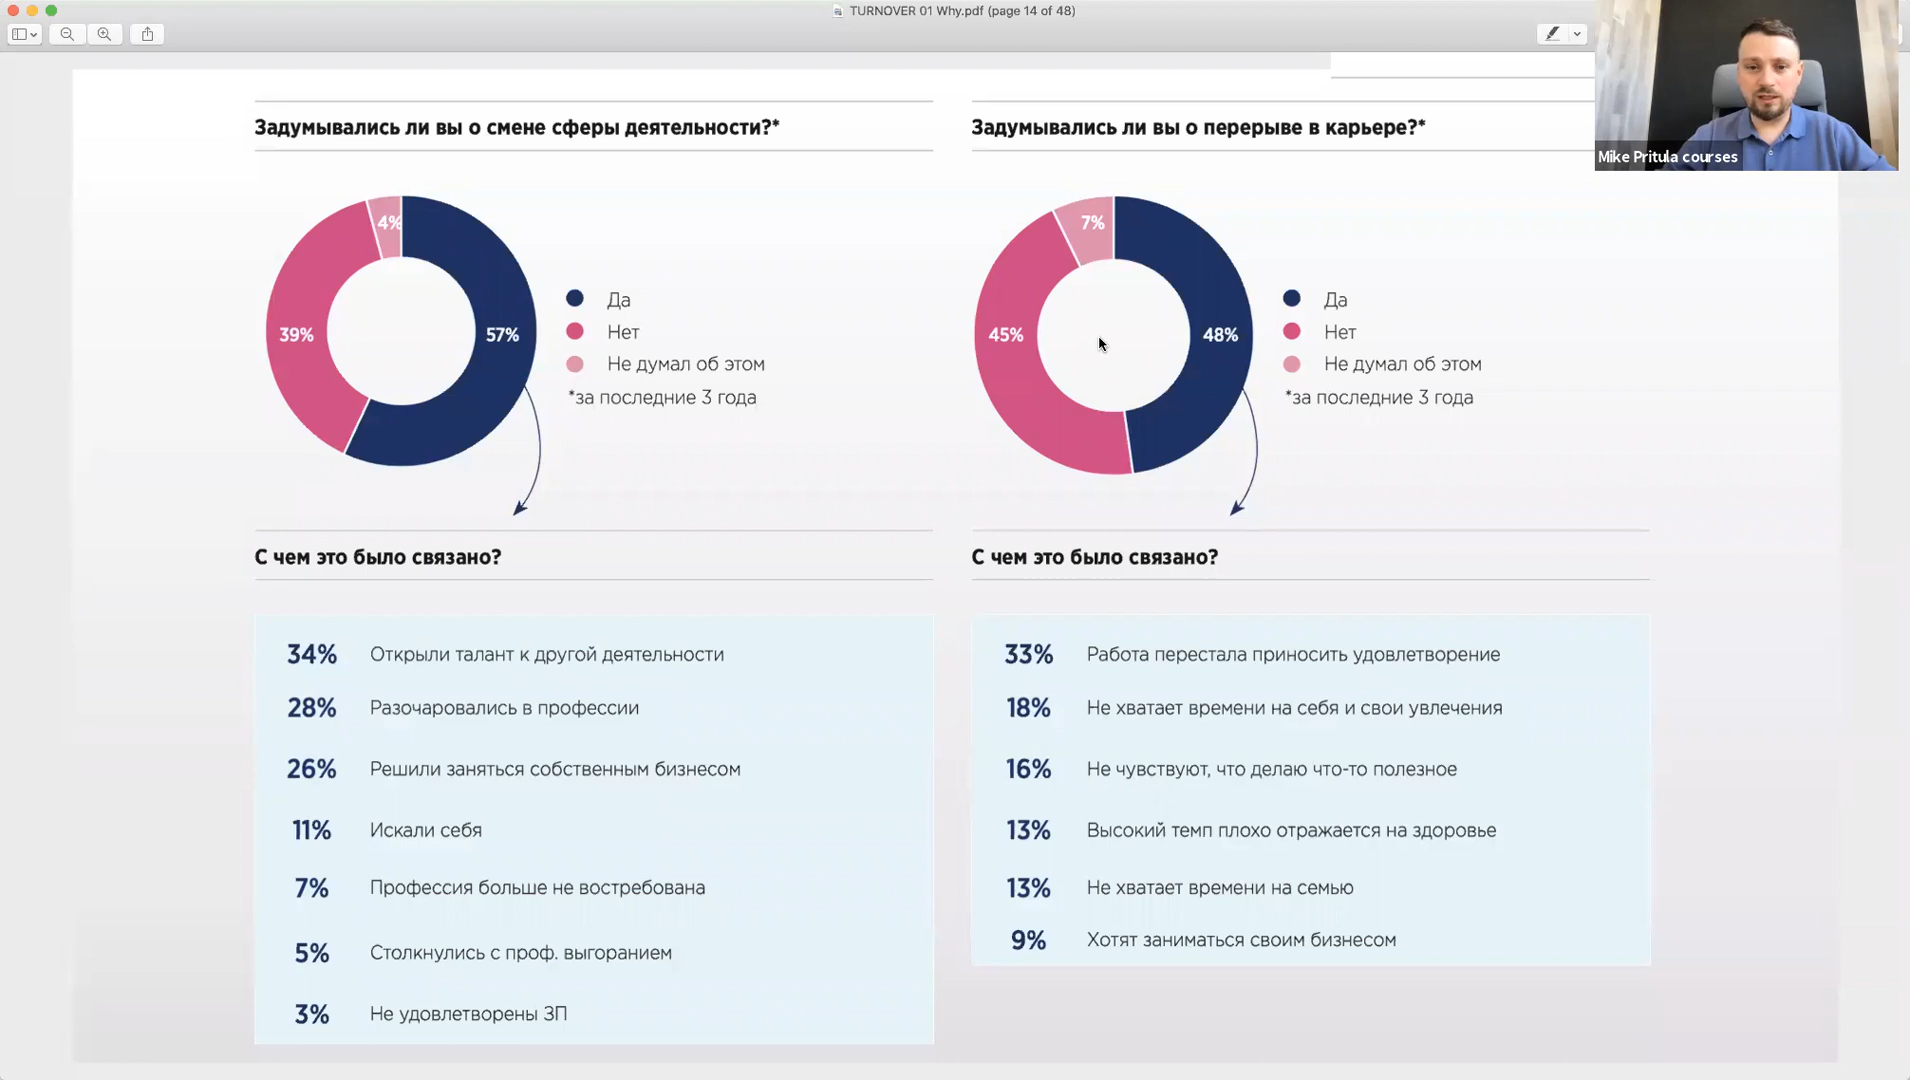 TURNOVER 01 Why.pdf (page 14 of 48)
Mike Pritula courses
Задумывались ли вы о смене сферы деятельности?*
4%
39%
57%
Да
Нет
Не думал об этом
*за последние 3 года
С чем это было связано?
34% Открыли талант к другой деятельности
28% Разочаровались в профессии
26% Решили заняться собственным бизнесом
11% Искали себя
7% Профессия больше не востребована
5% Столкнулись с проф. выгоранием
3% Не удовлетворены ЗП
Задумывались ли вы о перерыве в карьере?*
7%
45%
48%
Да
Нет
Не думал об этом
*за последние 3 года
С чем это было связано?
33% Работа перестала приносить удовлетворение
18% Не хватает времени на себя и свои увлечения
16% Не чувствуют, что делаю что-то полезное
13% Высокий темп плохо отражается на здоровье
13% Не хватает времени на семью
9% Хотят заниматься своим бизнесом